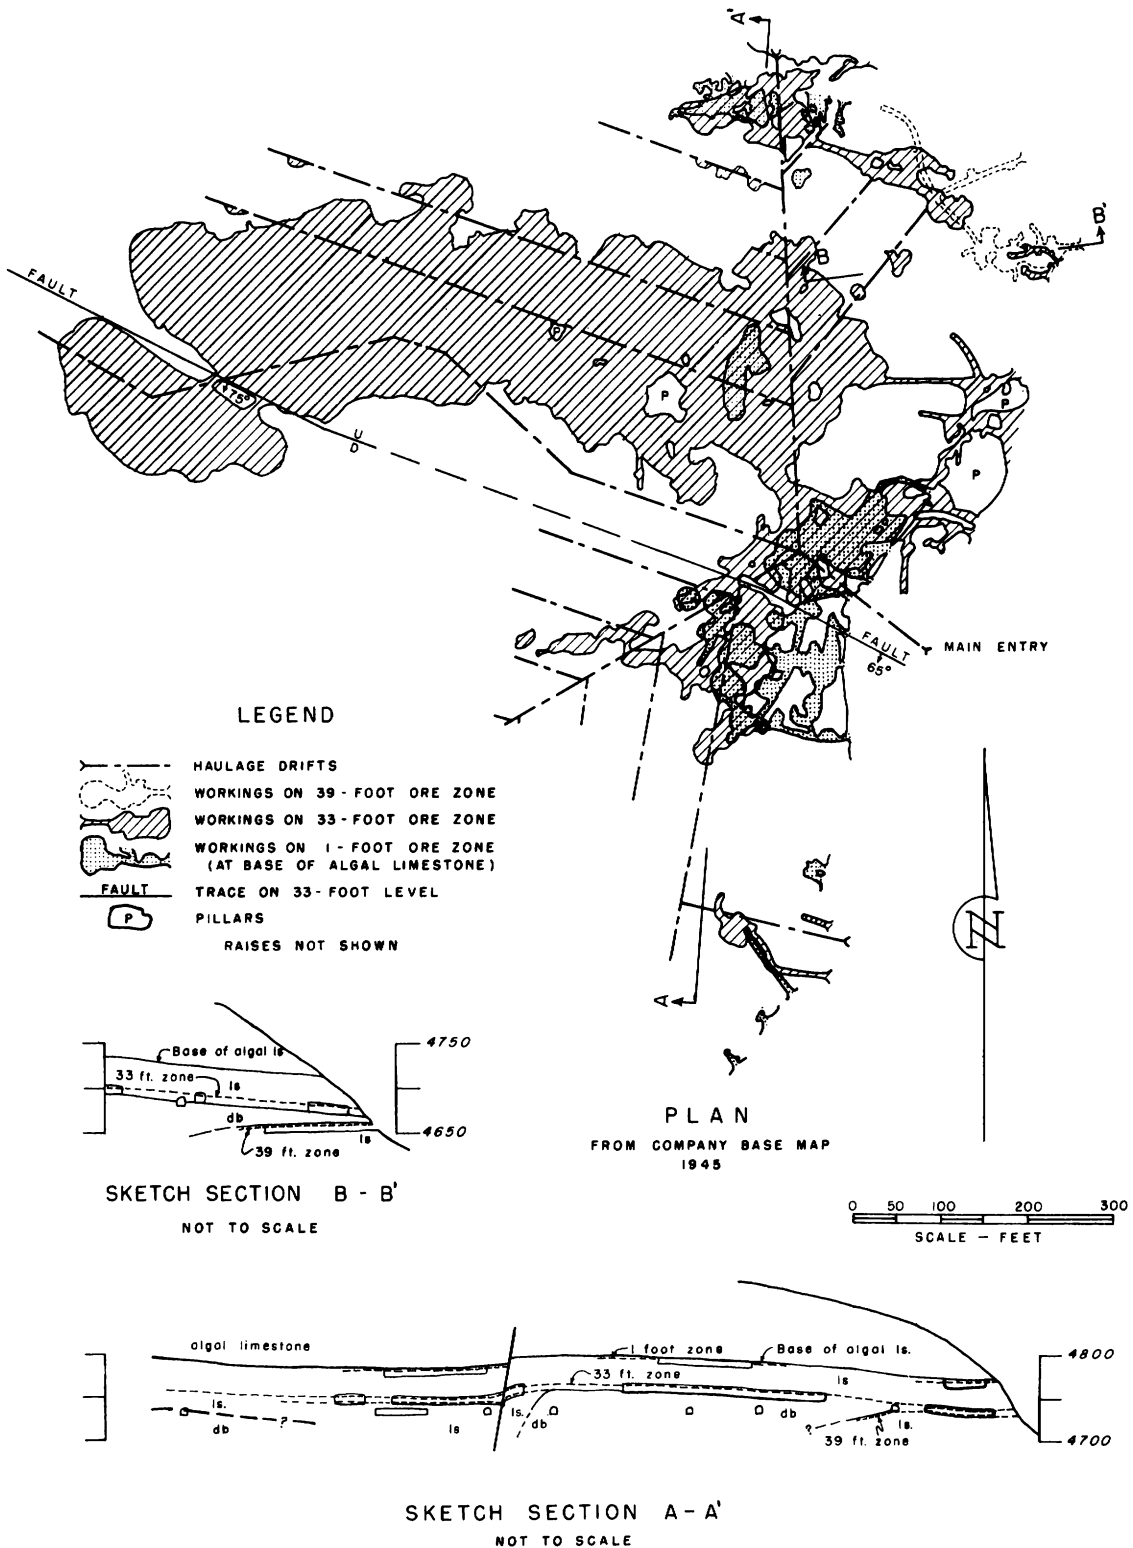 A'
B'
B
FAULT
P
75°
U
D
P
P
P
FAULT
65°
MAIN ENTRY
LEGEND
HAULAGE DRIFTS
WORKINGS ON 39-FOOT ORE ZONE
WORKINGS ON 33-FOOT ORE ZONE
WORKINGS ON 1-FOOT ORE ZONE
(AT BASE OF ALGAL LIMESTONE)
FAULT TRACE ON 33-FOOT LEVEL
P PILLARS
RAISES NOT SHOWN
N
A
PLAN
FROM COMPANY BASE MAP
1945
4750
Base of algal ls
33 ft. zone
ls
db
4650
ls
39 ft. zone
SKETCH SECTION B-B'
NOT TO SCALE
0 50 100 200 300
SCALE - FEET
algal limestone
1 foot zone
Base of algal ls.
4800
33 ft. zone
ls
ls.
db
?
ls
ls.
db
db
?
ls.
39 ft. zone
4700
SKETCH SECTION A-A'
NOT TO SCALE